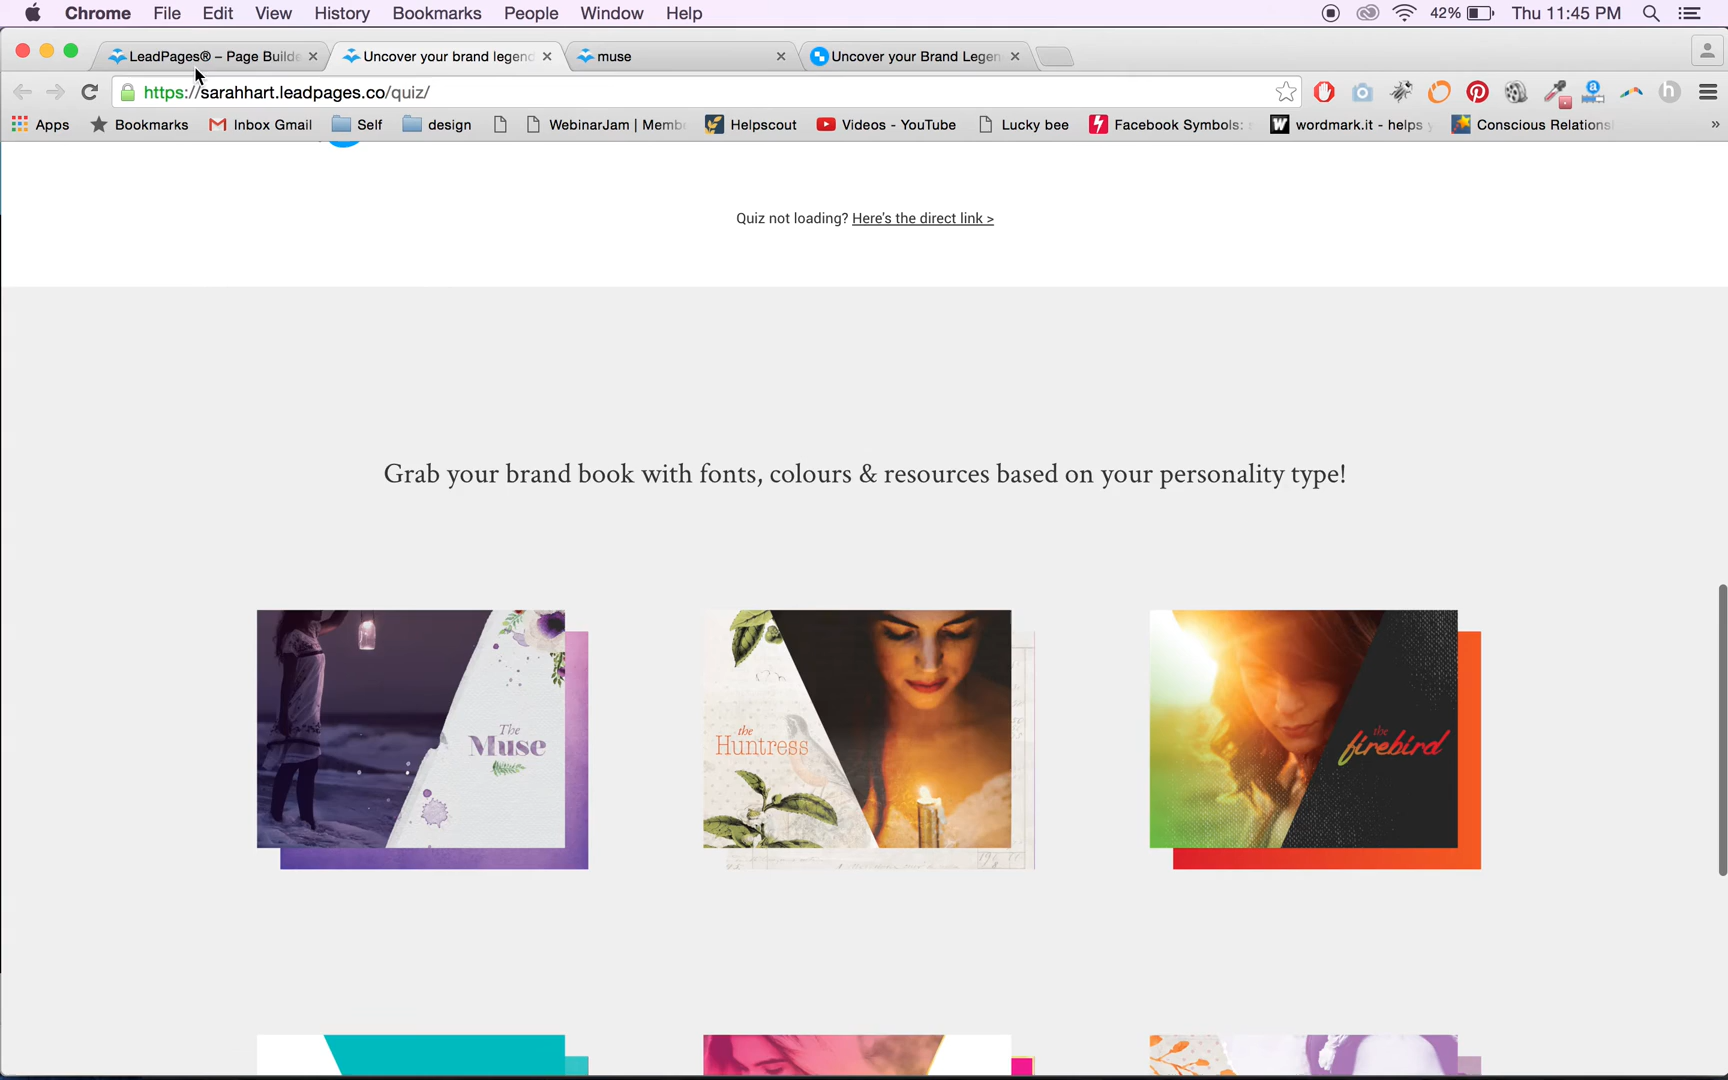 Chrome File Edit View History Bookmarks People Window Help 42% Thu 11:45 PM
LeadPages® – Page Builde Uncover your brand legend muse Uncover your Brand Legen
https://sarahhart.leadpages.co/quiz/
Apps Bookmarks Inbox Gmail Self design WebinarJam | Memb Helpscout Videos - YouTube Lucky bee Facebook Symbols: wordmark.it - helps y Conscious Relations »
Quiz not loading? Here's the direct link >
Grab your brand book with fonts, colours & resources based on your personality type!
The
Muse
the
Huntress
the
firebird